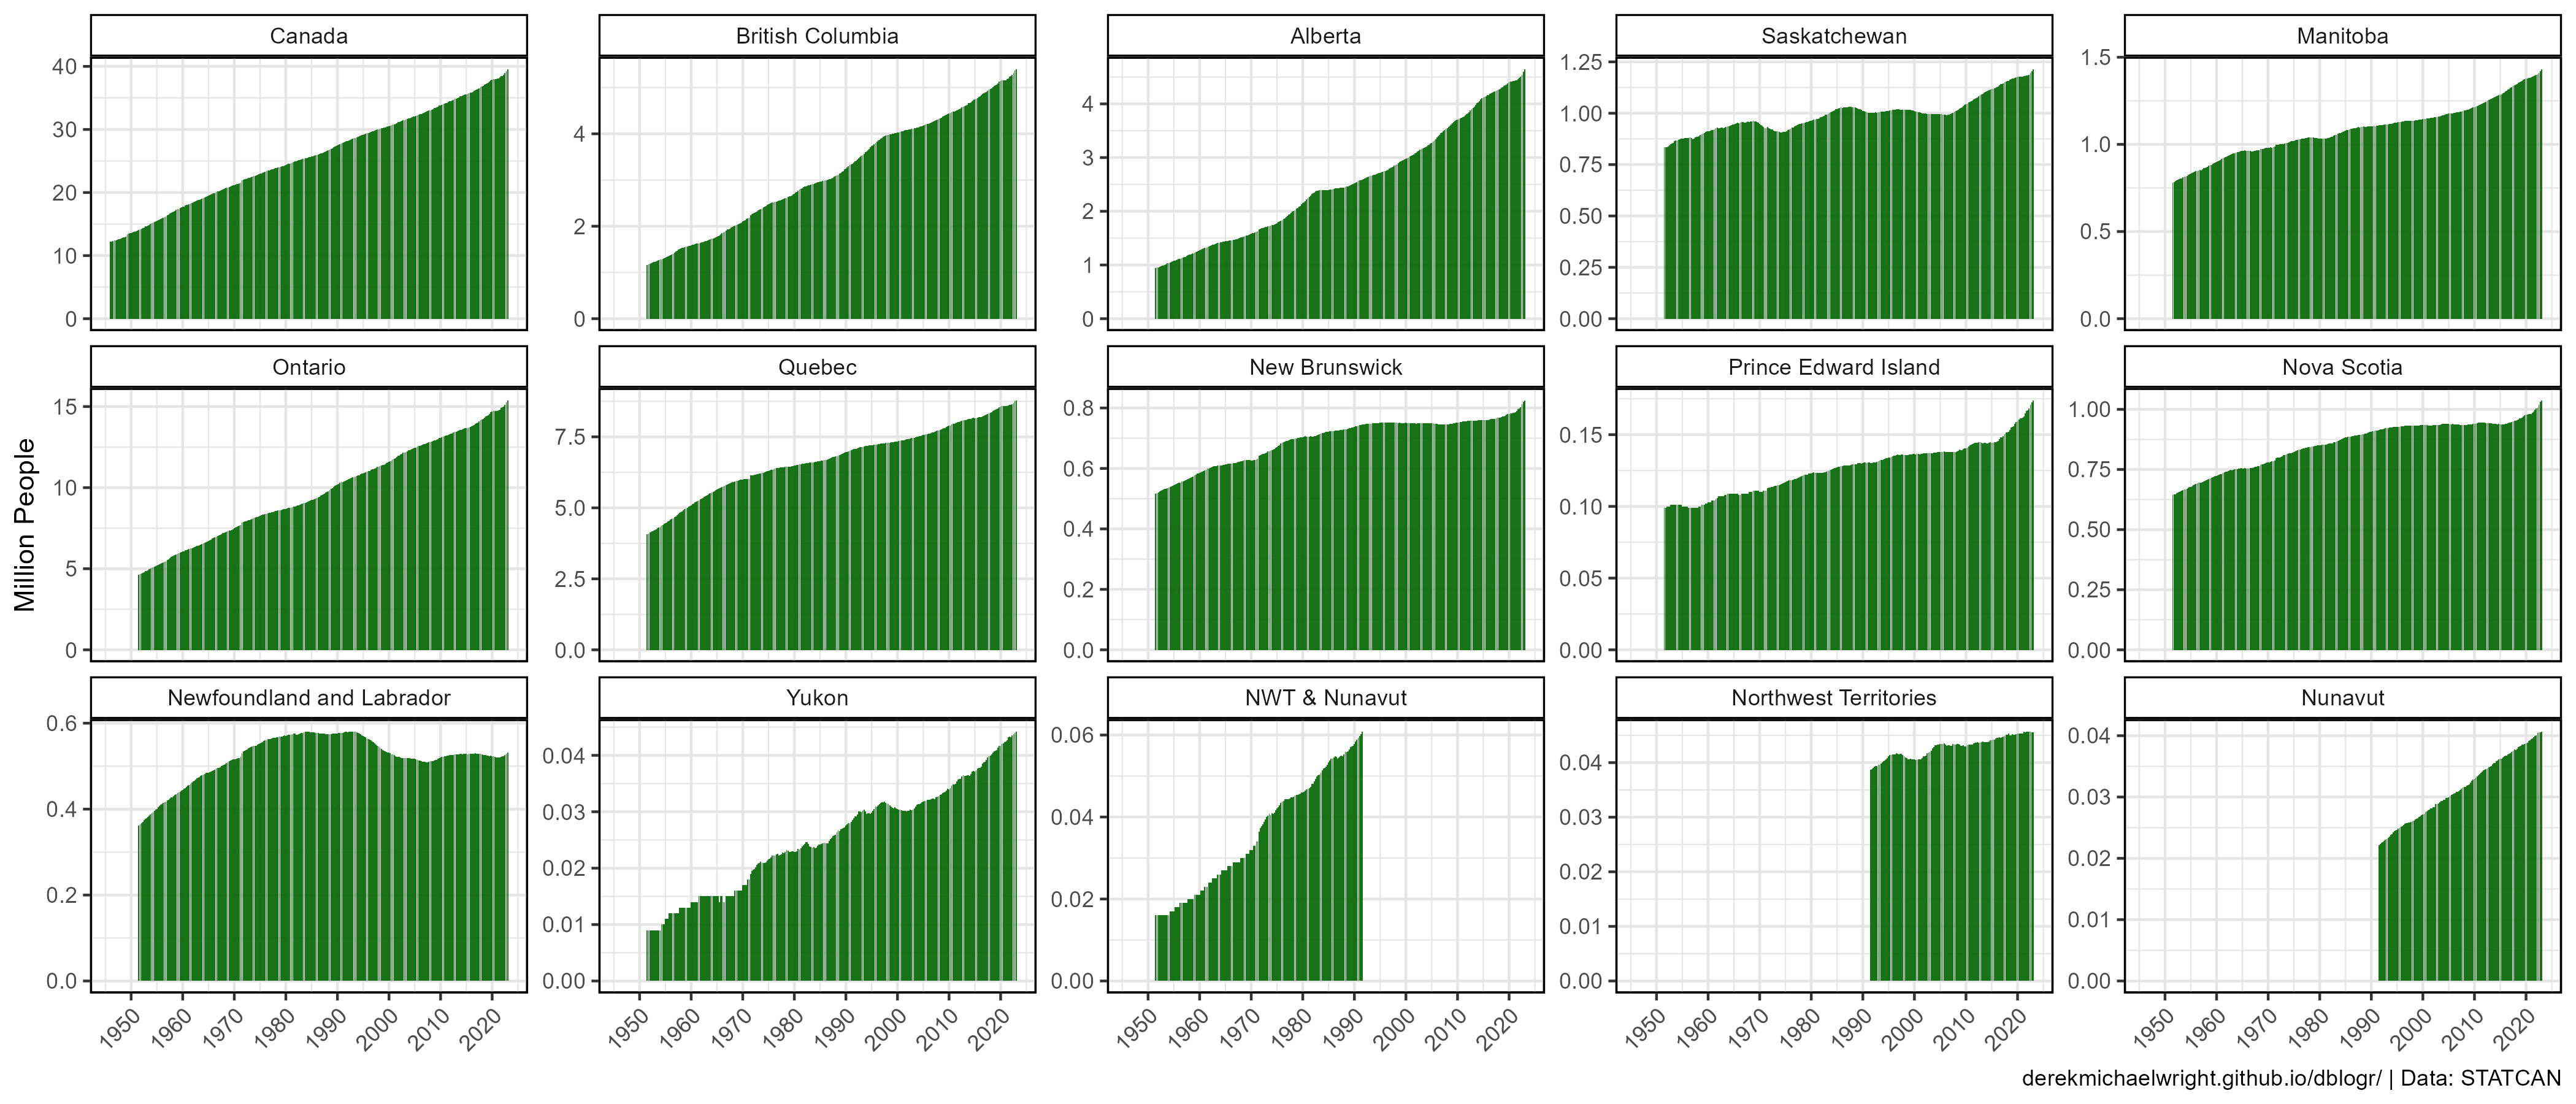 Canada British Columbia Alberta Saskatchewan Manitoba
40 30 20 10 0
4 2 0
4 3 2 1 0
1.25 1.00 0.75 0.50 0.25 0.00
1.5 1.0 0.5 0.0
Million People
Ontario Quebec New Brunswick Prince Edward Island Nova Scotia
15 10 5 0
7.5 5.0 2.5 0.0
0.8 0.6 0.4 0.2 0.0
0.15 0.10 0.05 0.00
1.00 0.75 0.50 0.25 0.00
Newfoundland and Labrador Yukon NWT & Nunavut Northwest Territories Nunavut
0.6 0.4 0.2 0.0
0.04 0.03 0.02 0.01 0.00
0.06 0.04 0.02 0.00
0.04 0.03 0.02 0.01 0.00
0.04 0.03 0.02 0.01 0.00
1950 1960 1970 1980 1990 2000 2010 2020
1950 1960 1970 1980 1990 2000 2010 2020
1950 1960 1970 1980 1990 2000 2010 2020
1950 1960 1970 1980 1990 2000 2010 2020
1950 1960 1970 1980 1990 2000 2010 2020
derekmichaelwright.github.io/dblogr/ | Data: STATCAN